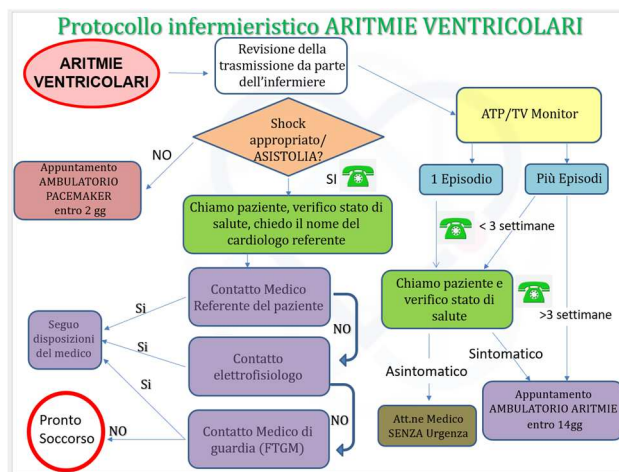 Protocollo infermieristico ARITMIE VENTRICOLARI
ARITMIE
VENTRICOLARI
Revisione della
trasmissione da parte
dell'infermiere
ATP/TV Monitor
Shock
appropriato/
ASISTOLIA?
NO
SI
Appuntamento
AMBULATORIO
PACEMAKER
entro 2 gg
1 Episodio
Più Episodi
Chiamo paziente, verifico stato di
salute, chiedo il nome del
cardiologo referente
< 3 settimane
Chiamo paziente e
verifico stato di
salute
>3 settimane
Contatto Medico
Referente del paziente
Si
NO
Seguo
disposizioni
del medico
Si
Contatto
elettrofisiologo
Sintomatico
Asintomatico
Si
NO
Appuntamento
AMBULATORIO ARITMIE
entro 14gg
Att.ne Medico
SENZA Urgenza
Pronto
Soccorso
NO
Contatto Medico di
guardia (FTGM)